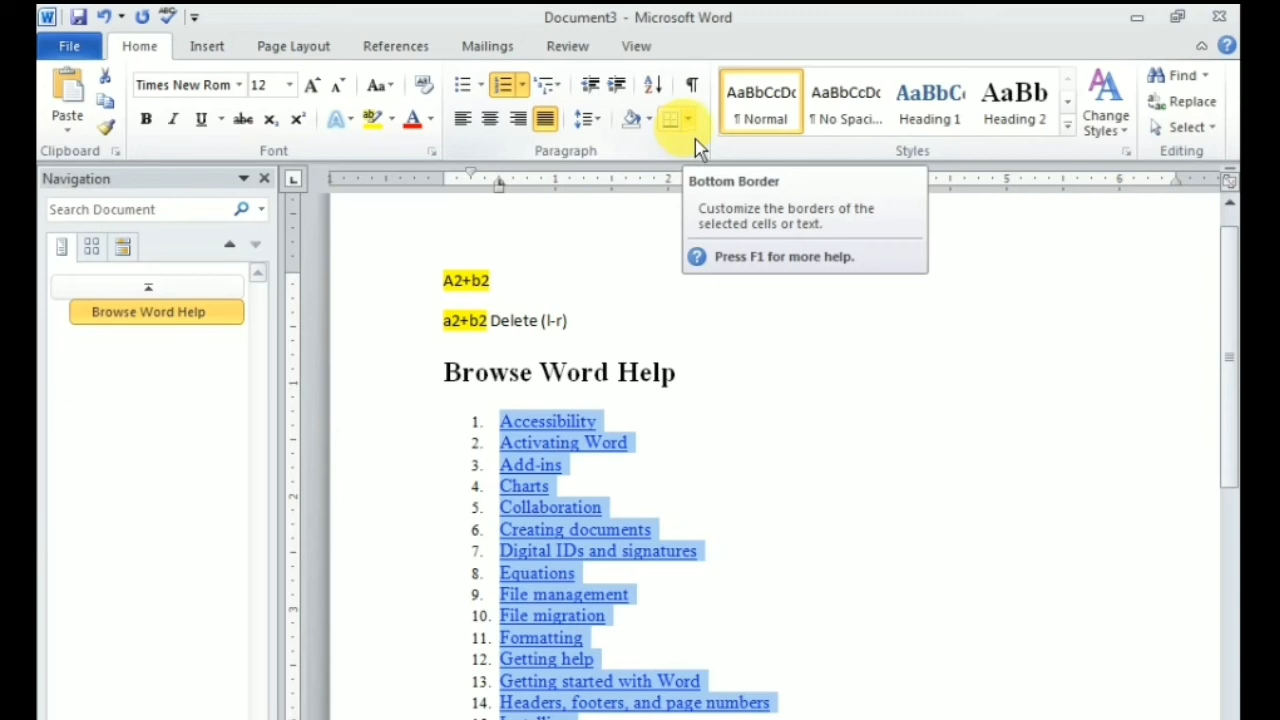 Document3 - Microsoft Word
File Home Insert Page Layout References Mailings Review View
Times New Rom 12 Aa
AaBbCcDc AaBbCcDc AaBbC AaBb
Find
Paste
Replace
B I U abc x₂ x² A A
¶ Normal ¶ No Spaci... Heading 1 Heading 2
Change Styles
Select
Clipboard Font Paragraph Styles Editing
Navigation
Search Document
Bottom Border
Customize the borders of the
selected cells or text.
Press F1 for more help.
Browse Word Help
A2+b2
a2+b2 Delete (l-r)
Browse Word Help
1. Accessibility
2. Activating Word
3. Add-ins
4. Charts
5. Collaboration
6. Creating documents
7. Digital IDs and signatures
8. Equations
9. File management
10. File migration
11. Formatting
12. Getting help
13. Getting started with Word
14. Headers, footers, and page numbers